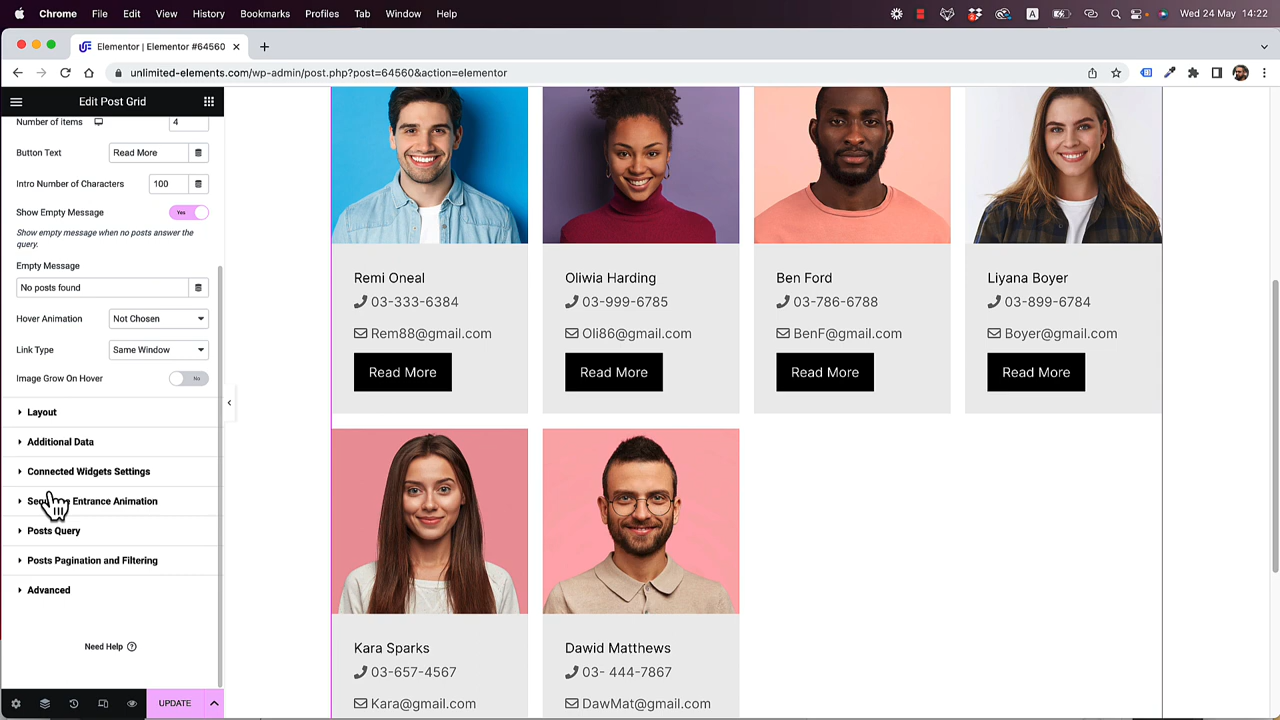 Chrome File Edit View History Bookmarks Profiles Tab Window Help A Wed 24 May 14:22
Elementor | Elementor #64560
unlimited-elements.com/wp-admin/post.php?post=64560&action=elementor
Edit Post Grid
Number of items 4
Button Text Read More
Intro Number of Characters 100
Show Empty Message Yes
Show empty message when no posts answer the
query.
Empty Message
No posts found
Hover Animation Not Chosen
Link Type Same Window
Image Grow On Hover No
Layout
Additional Data
Connected Widgets Settings
Entrance Animation
Posts Query
Posts Pagination and Filtering
Advanced
Need Help ?
UPDATE
Remi Oneal
03-333-6384
Rem88@gmail.com
Read More
Oliwia Harding
03-999-6785
Oli86@gmail.com
Read More
Ben Ford
03-786-6788
BenF@gmail.com
Read More
Liyana Boyer
03-899-6784
Boyer@gmail.com
Read More
Kara Sparks
03-657-4567
Kara@gmail.com
Dawid Matthews
03- 444-7867
DawMat@gmail.com